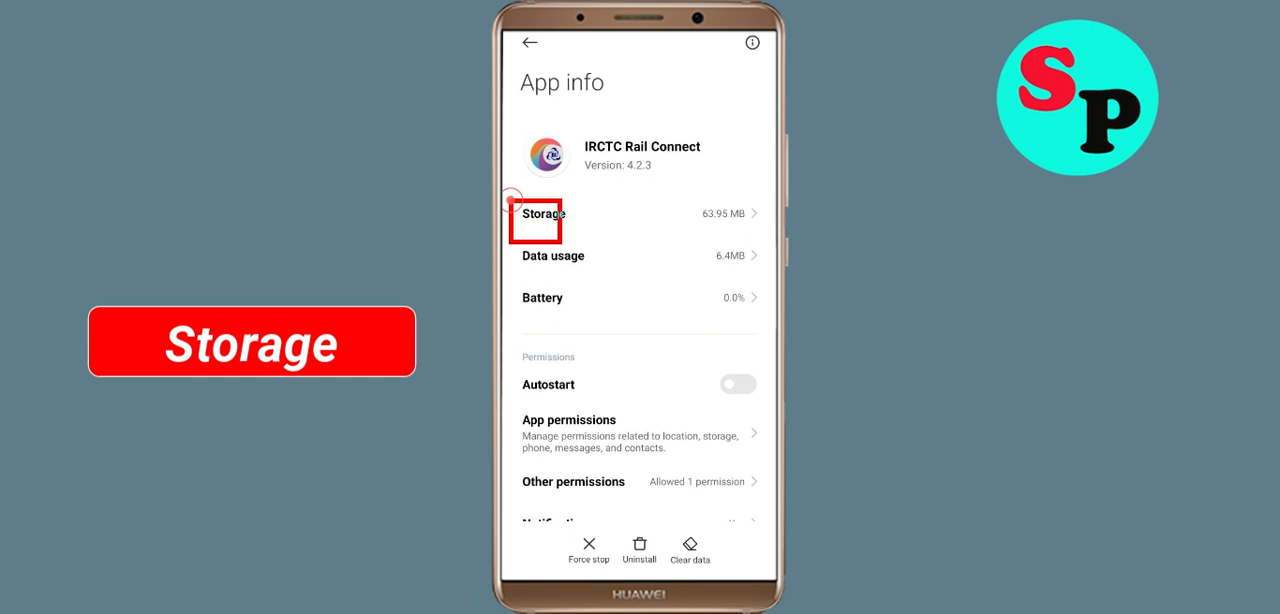 App info
IRCTC Rail Connect
Version: 4.2.3
Storage 63.95 MB
Data usage 6.4MB
Battery 0.0%
Permissions
Autostart
App permissions
Manage permissions related to location, storage,
phone, messages, and contacts.
Other permissions Allowed 1 permission
Force stop Uninstall Clear data
HUAWEI
Storage
SP